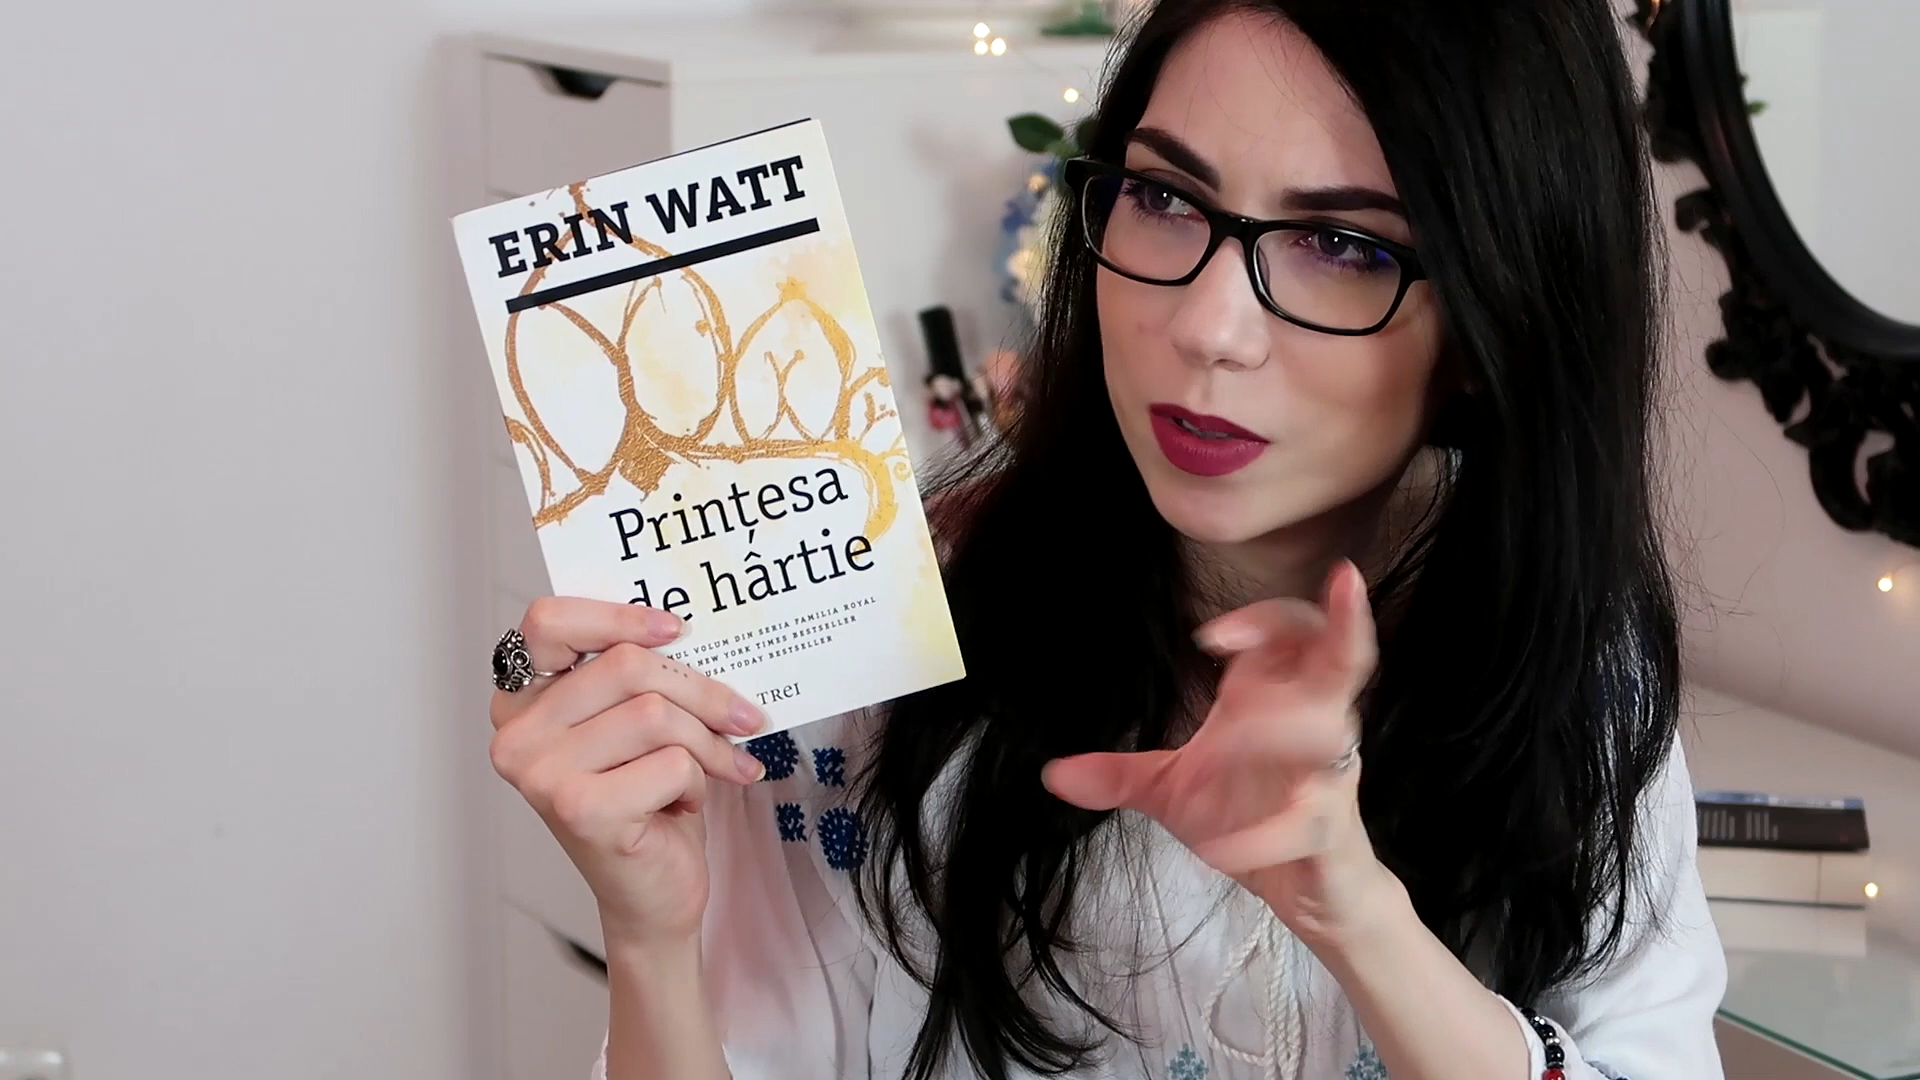 ERIN WATT
Prințesa
de hârtie
VOLUM DIN SERIA FAMILIA ROYAL
NEW YORK TIMES BESTSELLER
USA TODAY BESTSELLER
TREI